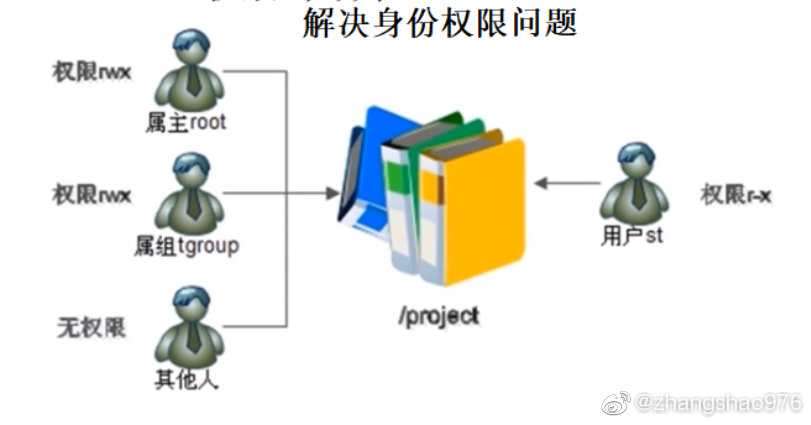 解决身份权限问题
权限rwx
属主root
权限rwx
属组tgroup
无权限
其他人
/project
用户st
权限r-x
@zhangshao976